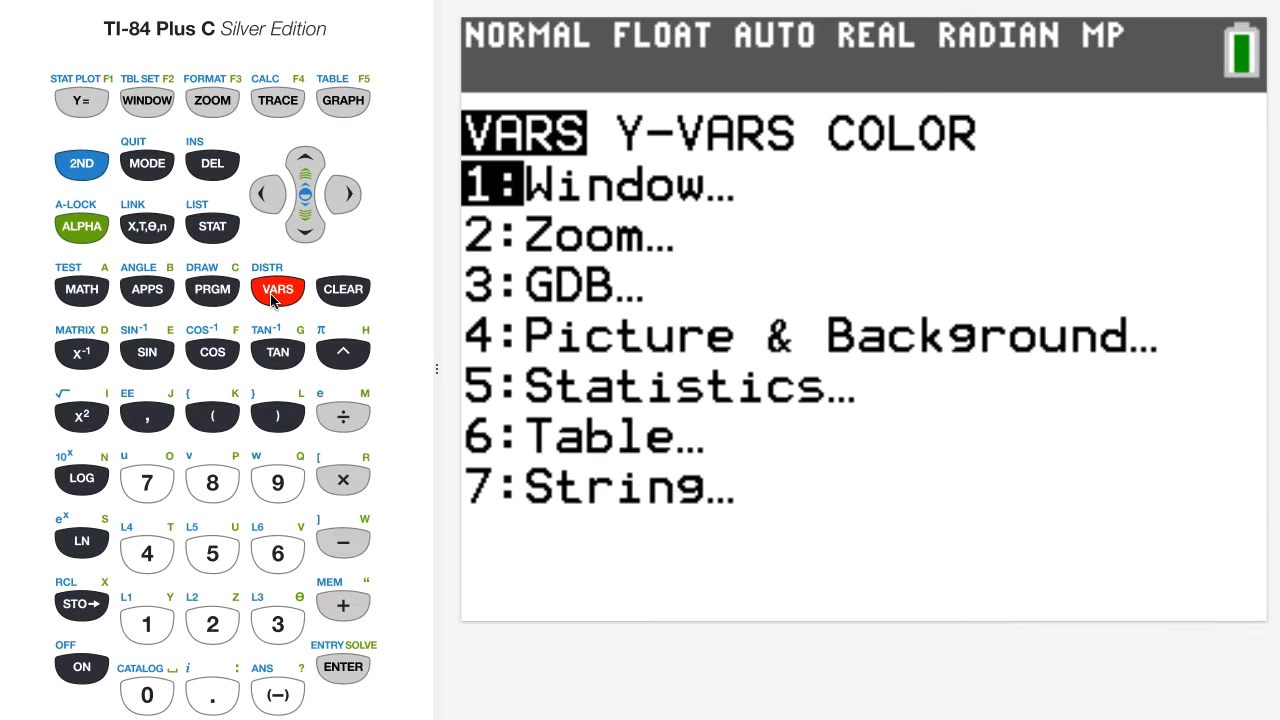 TI-84 Plus C Silver Edition
STAT PLOT F1 TBL SET F2 FORMAT F3 CALC F4 TABLE F5
Y= WINDOW ZOOM TRACE GRAPH
QUIT INS
2ND MODE DEL
A-LOCK LINK LIST
ALPHA X,T,Θ,n STAT
TEST A ANGLE B DRAW C DISTR
MATH APPS PRGM VARS CLEAR
MATRIX D SIN⁻¹ E COS⁻¹ F TAN⁻¹ G π H
x⁻¹ SIN COS TAN ^
√ I EE J { K } L e M
x² , ( ) ÷
10ˣ N u O v P w Q [ R
LOG 7 8 9 ×
eˣ S L4 T L5 U L6 V ] W
LN 4 5 6 −
RCL X L1 Y L2 Z L3 Θ MEM “
STO→ 1 2 3 +
OFF CATALOG ⎵ i : ANS ? ENTRY SOLVE
ON 0 . (−) ENTER
NORMAL FLOAT AUTO REAL RADIAN MP
VARS Y-VARS COLOR
1:Window…
2:Zoom…
3:GDB…
4:Picture & Background…
5:Statistics…
6:Table…
7:String…